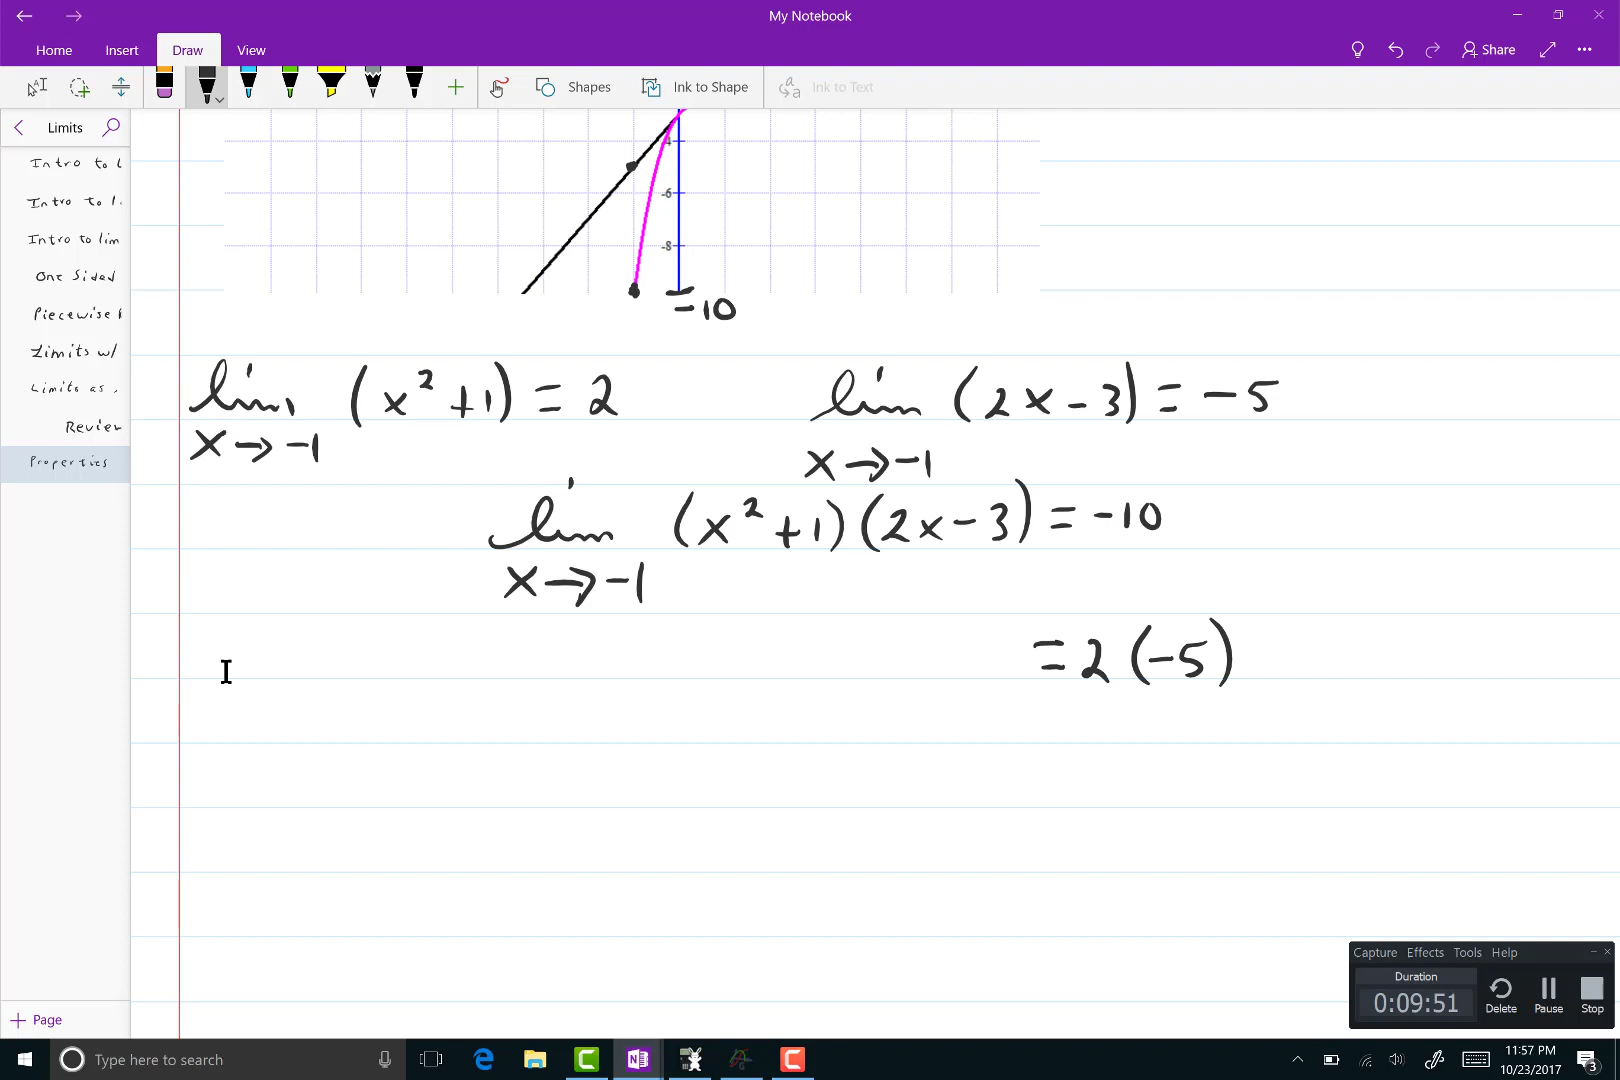 My Notebook
Home Insert Draw View
Share
Shapes Ink to Shape Ink to Text
Limits
Intro to L
Intro to l.
Intro to lim
One Sided
Piecewise
Limits w/
Limits as
Review
Properties
-6
-8
-10
lim (x² + 1) = 2 lim (2x - 3) = -5
x → -1 x → -1
lim (x² + 1)(2x - 3) = -10
x → -1
= 2(-5)
Capture Effects Tools Help
Duration
0:09:51
Delete Pause Stop
+ Page
Type here to search
11:57 PM
10/23/2017
3